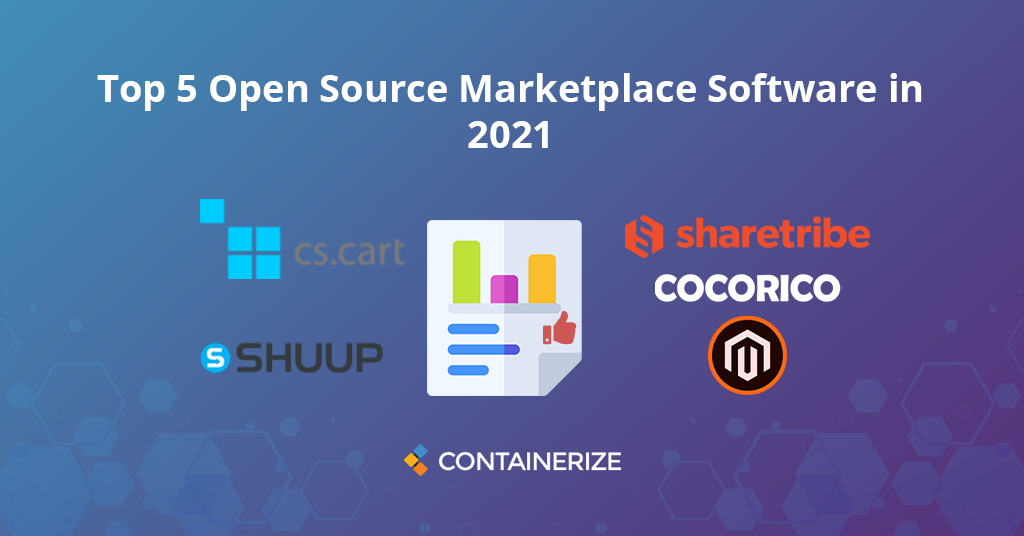 Top 5 Open Source Marketplace Software in
2021
cs.cart
sharetribe
COCORICO
S SHUUP
CONTAINERIZE